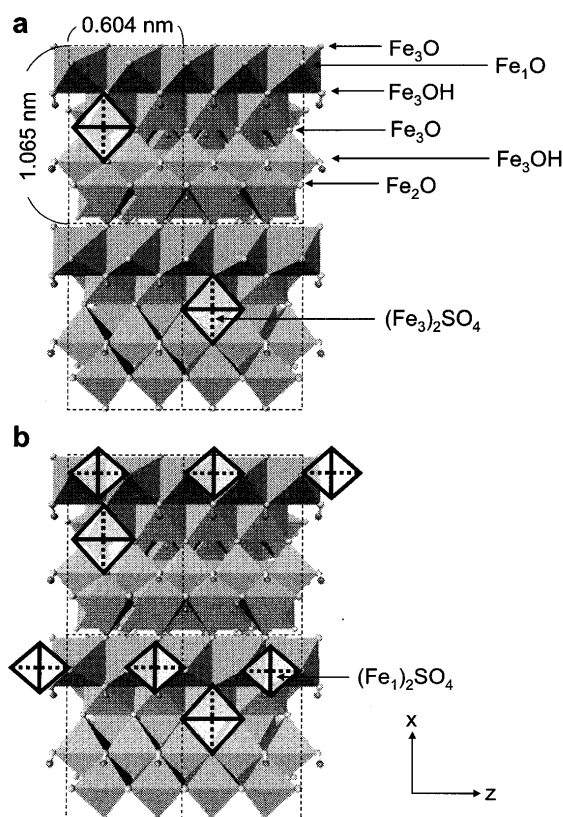 a
0.604 nm
1.065 nm
Fe3O
Fe1O
Fe3OH
Fe3O
Fe3OH
Fe2O
(Fe3)2SO4
b
(Fe1)2SO4
x
z